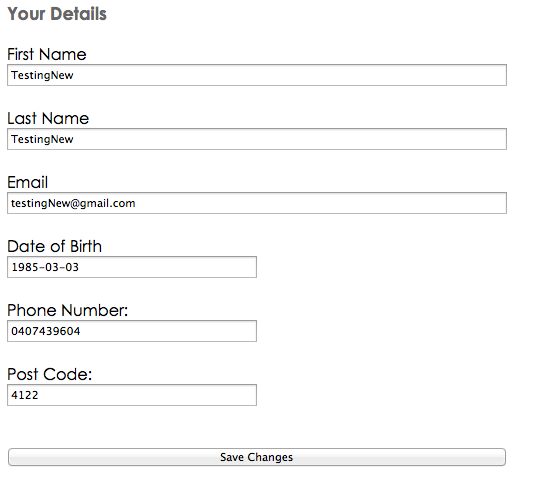 Your Details
First Name
TestingNew
Last Name
TestingNew
Email
testingNew@gmail.com
Date of Birth
1985-03-03
Phone Number:
0407439604
Post Code:
4122
Save Changes